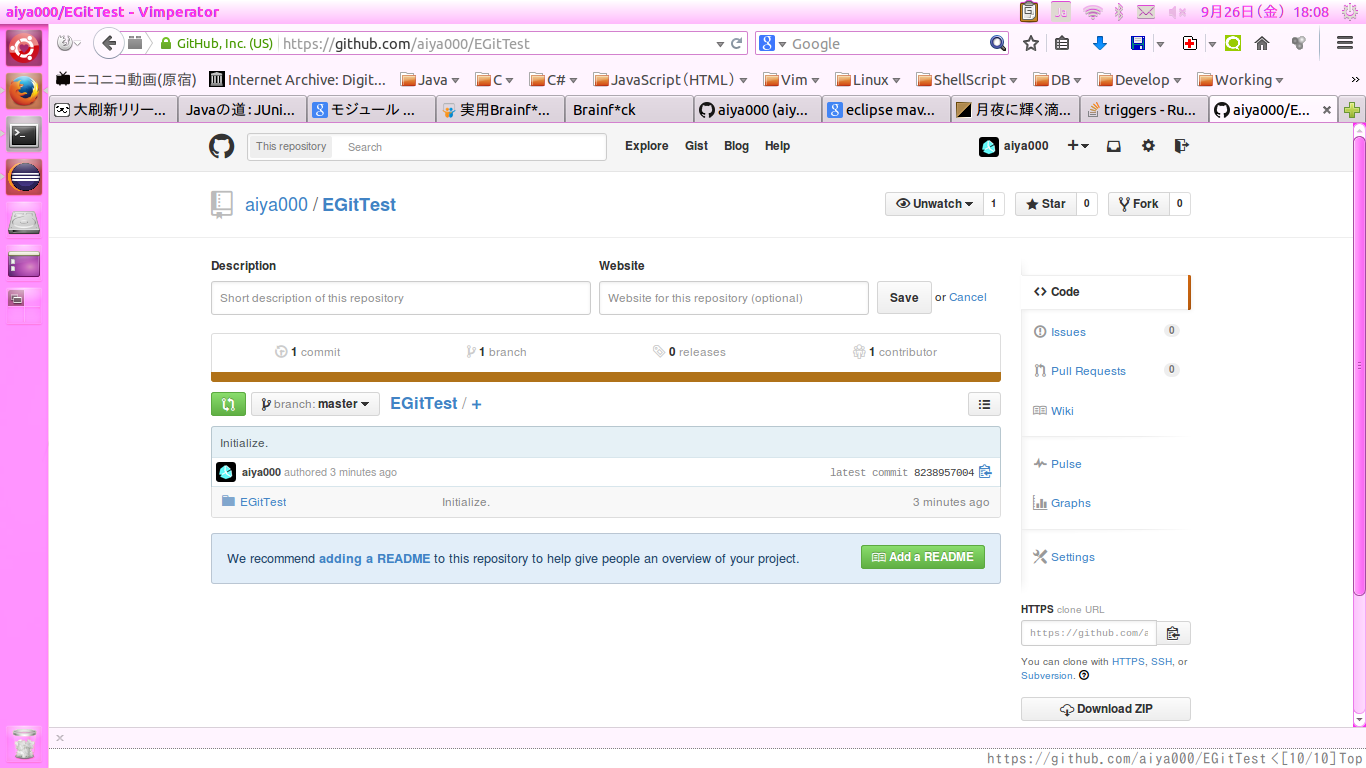 aiya000/EGitTest - Vimperator
Ja 9月26日(金) 18:08
GitHub, Inc. (US) https://github.com/aiya000/EGitTest Google
ニコニコ動画(原宿) Internet Archive: Digit... Java C C# JavaScript(HTML) Vim Linux ShellScript DB Develop Working »
大刷新リリー... Javaの道:JUni... モジュール ... 実用Brainf*... Brainf*ck aiya000 (aiy... eclipse mav... 月夜に輝く滴... triggers - Ru... aiya000/E...
This repository Search Explore Gist Blog Help aiya000
aiya000 / EGitTest Unwatch 1 Star 0 Fork 0
Description Website
Short description of this repository Website for this repository (optional) Save or Cancel
Code
Issues 0
Pull Requests 0
Wiki
Pulse
Graphs
Settings
1 commit 1 branch 0 releases 1 contributor
branch: master EGitTest / +
Initialize.
aiya000 authored 3 minutes ago latest commit 8238957004
EGitTest Initialize. 3 minutes ago
We recommend adding a README to this repository to help give people an overview of your project. Add a README
HTTPS clone URL
https://github.com/a
You can clone with HTTPS, SSH, or
Subversion.
Download ZIP
https://github.com/aiya000/EGitTest <[10/10]Top